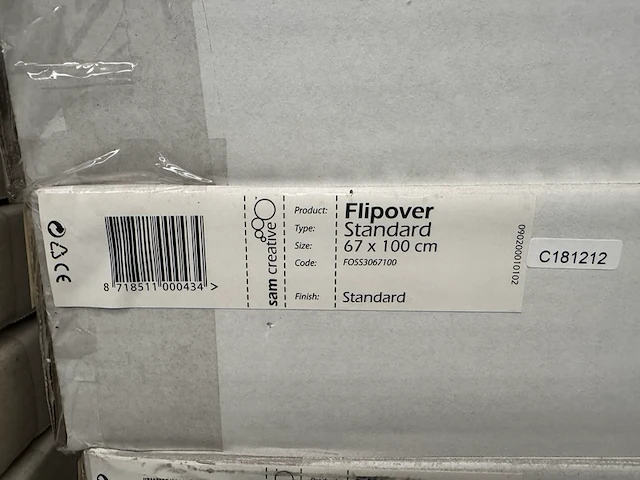 CE
8 718511 000434 >
sam creative
Product: Flipover
Type: Standard
Size: 67 x 100 cm
Code: FOSS3067100
Finish: Standard
090200010102
C181212